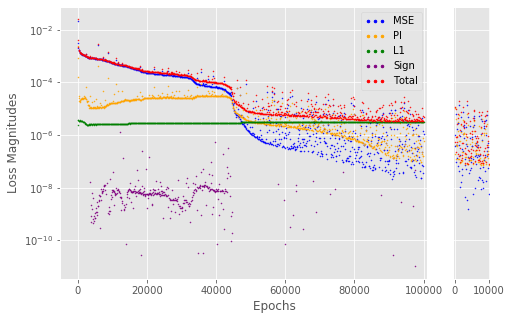 MSE
PI
L1
Sign
Total
10⁻²
10⁻⁴
10⁻⁶
10⁻⁸
10⁻¹⁰
Loss Magnitudes
0 20000 40000 60000 80000 100000 0 10000
Epochs